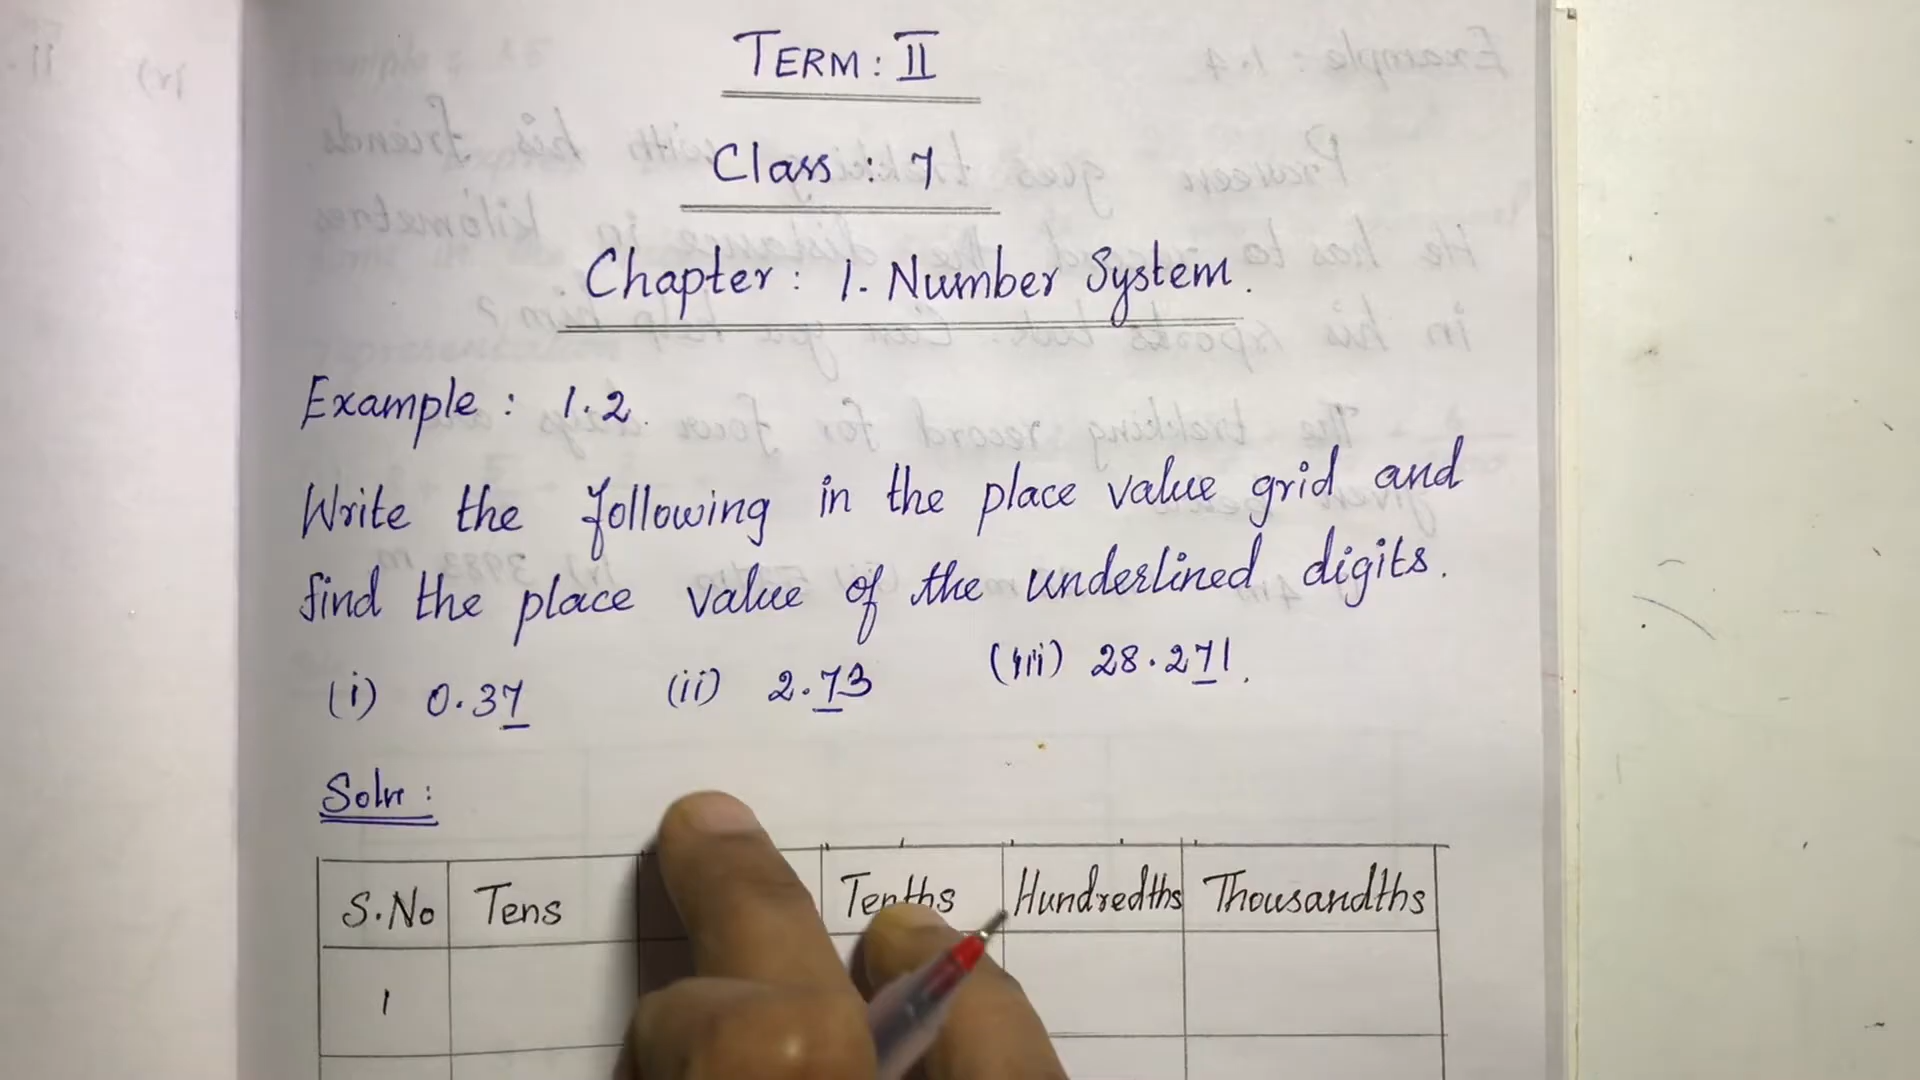 TERM : II
Class : 7
Chapter : 1. Number System.
Example : 1.2.
Write the following in the place value grid and
find the place value of the underlined digits.
(i) 0.37 (ii) 2.73 (iii) 28.271.
Soln :
S.No Tens Tenths Hundredths Thousandths
1